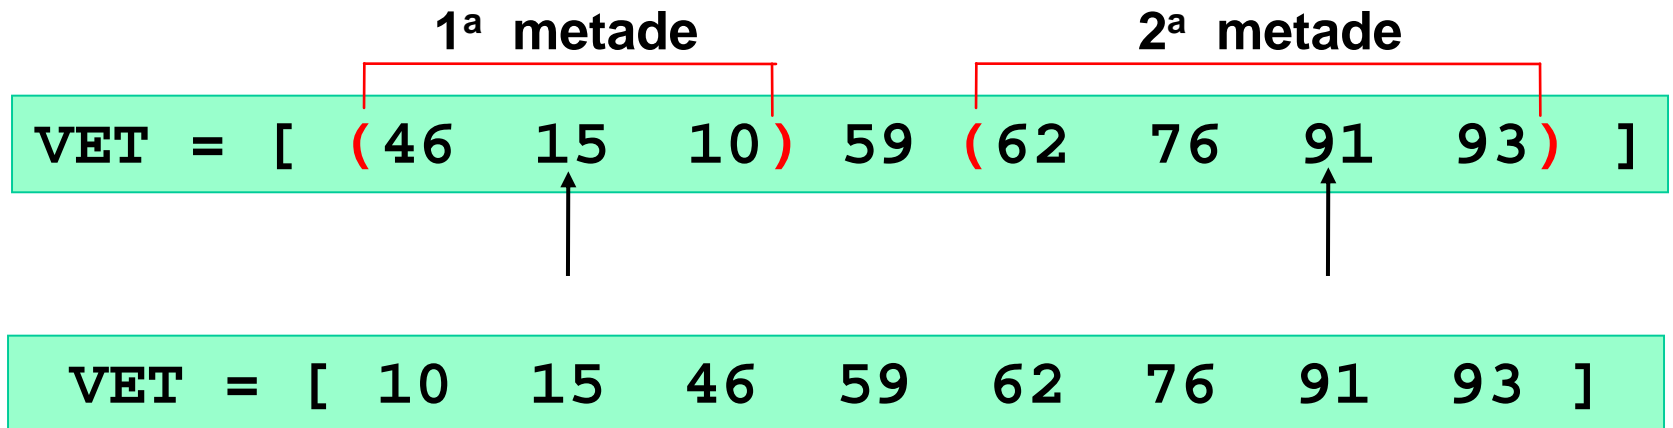 1ª metade 2ª metade
VET = [ (46 15 10) 59 (62 76 91 93) ]
VET = [ 10 15 46 59 62 76 91 93 ]